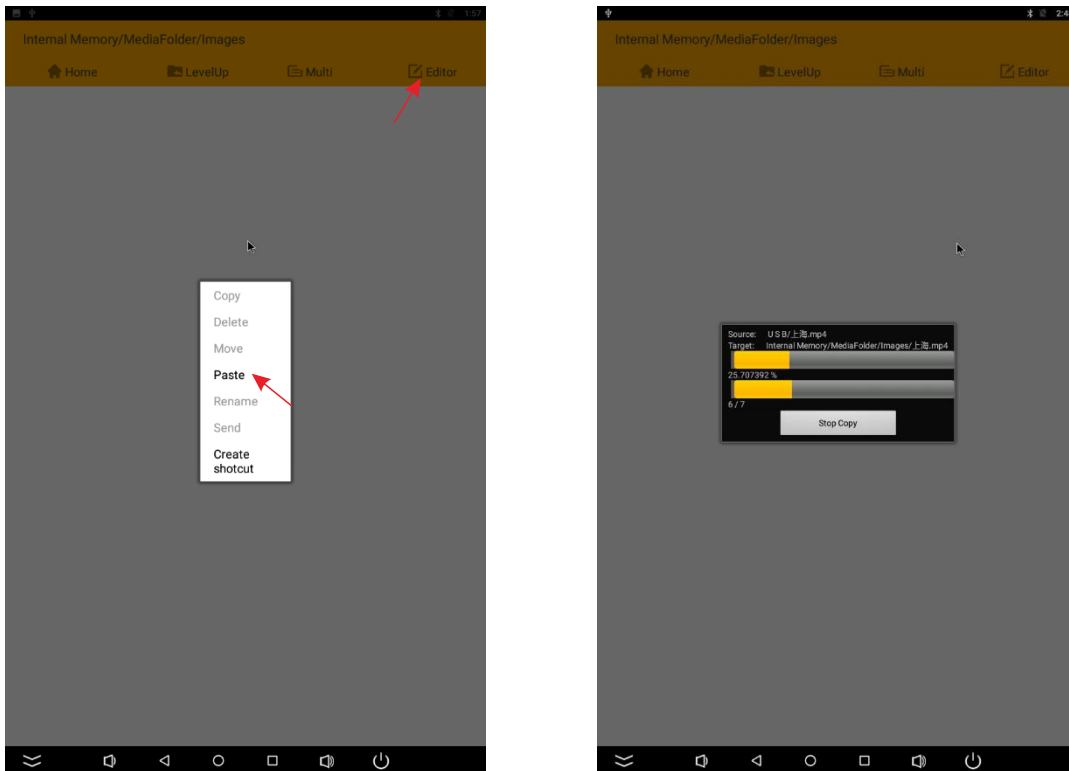 1:57
Internal Memory/MediaFolder/Images
Home LevelUp Multi Editor
Copy
Delete
Move
Paste
Rename
Send
Create
shotcut
Internal Memory/MediaFolder/Images
Home LevelUp Multi Editor
Source: USB/上海.mp4
Target: Internal Memory/MediaFolder/Images/上海.mp4
25.707392 %
6 / 7
Stop Copy